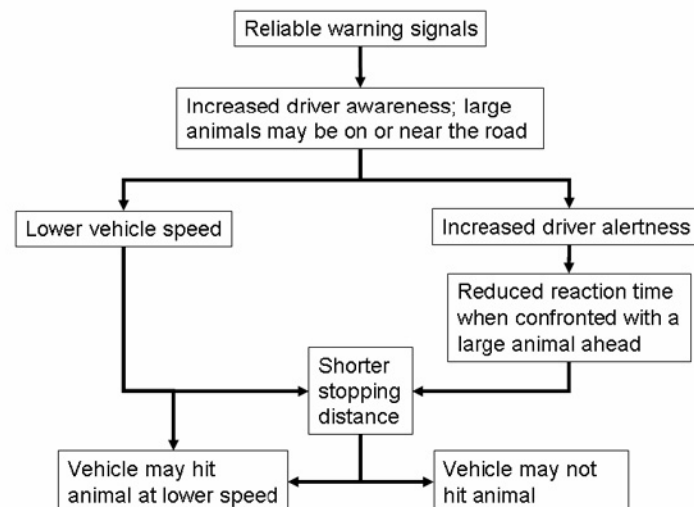 Reliable warning signals
Increased driver awareness; large
animals may be on or near the road
Lower vehicle speed
Increased driver alertness
Reduced reaction time
when confronted with a
large animal ahead
Shorter
stopping
distance
Vehicle may hit
animal at lower speed
Vehicle may not
hit animal